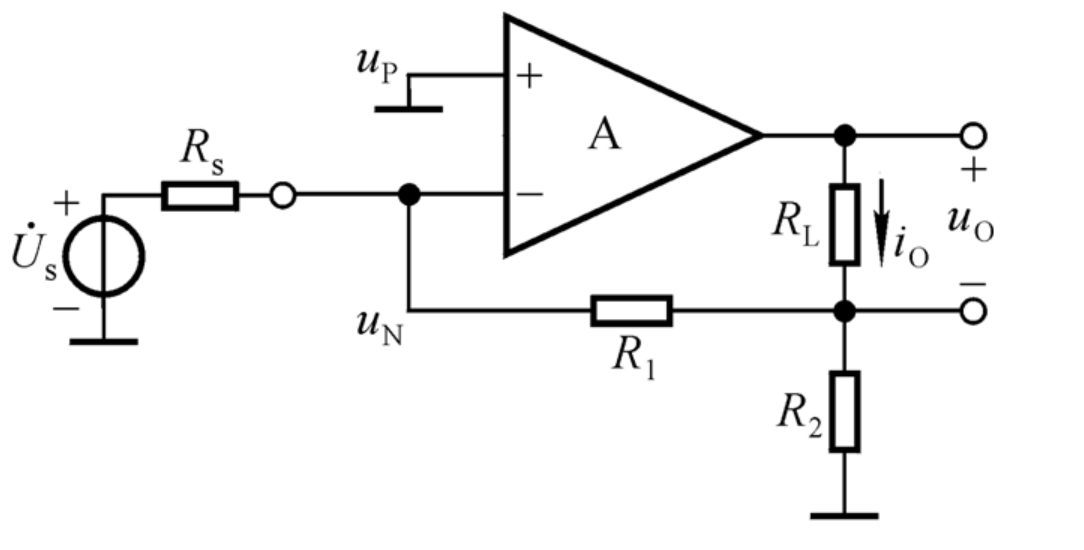 u_P
+
A
R_s
+
−
+
U̇_s
R_L
i_O
u_O
−
−
u_N
R_1
R_2